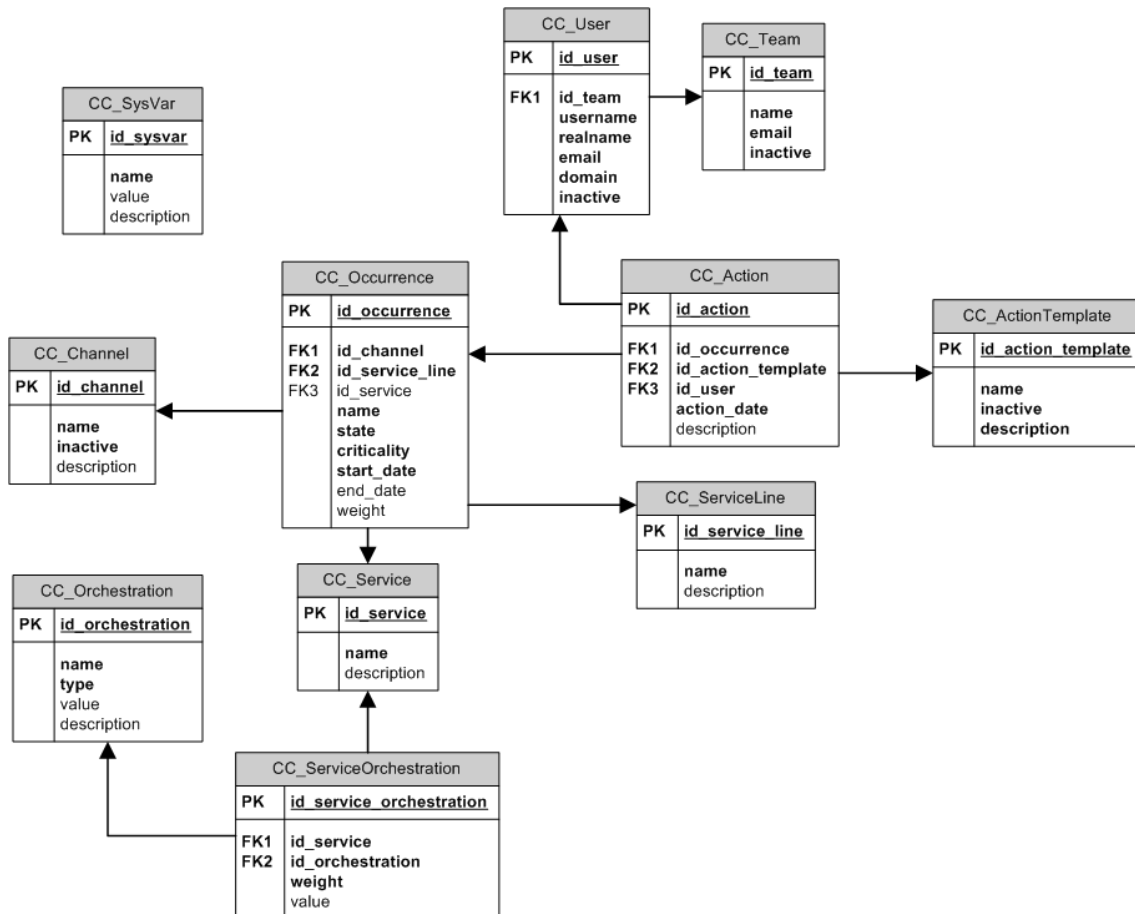 CC_User
PK id_user
FK1 id_team
username
realname
email
domain
inactive
CC_Team
PK id_team
name
email
inactive
CC_SysVar
PK id_sysvar
name
value
description
CC_Occurrence
PK id_occurrence
FK1 id_channel
FK2 id_service_line
FK3 id_service
name
state
criticality
start_date
end_date
weight
CC_Action
PK id_action
FK1 id_occurrence
FK2 id_action_template
FK3 id_user
action_date
description
CC_ActionTemplate
PK id_action_template
name
inactive
description
CC_Channel
PK id_channel
name
inactive
description
CC_ServiceLine
PK id_service_line
name
description
CC_Service
PK id_service
name
description
CC_Orchestration
PK id_orchestration
name
type
value
description
CC_ServiceOrchestration
PK id_service_orchestration
FK1 id_service
FK2 id_orchestration
weight
value